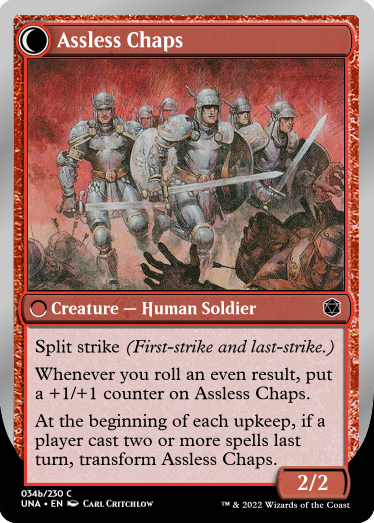 Assless Chaps
Creature — Human Soldier
Split strike (First-strike and last-strike.)
Whenever you roll an even result, put
a +1/+1 counter on Assless Chaps.
At the beginning of each upkeep, if a
player cast two or more spells last
turn, transform Assless Chaps.
2/2
034b/230 C
UNA • EN Carl Critchlow
™ & 2022 Wizards of the Coast